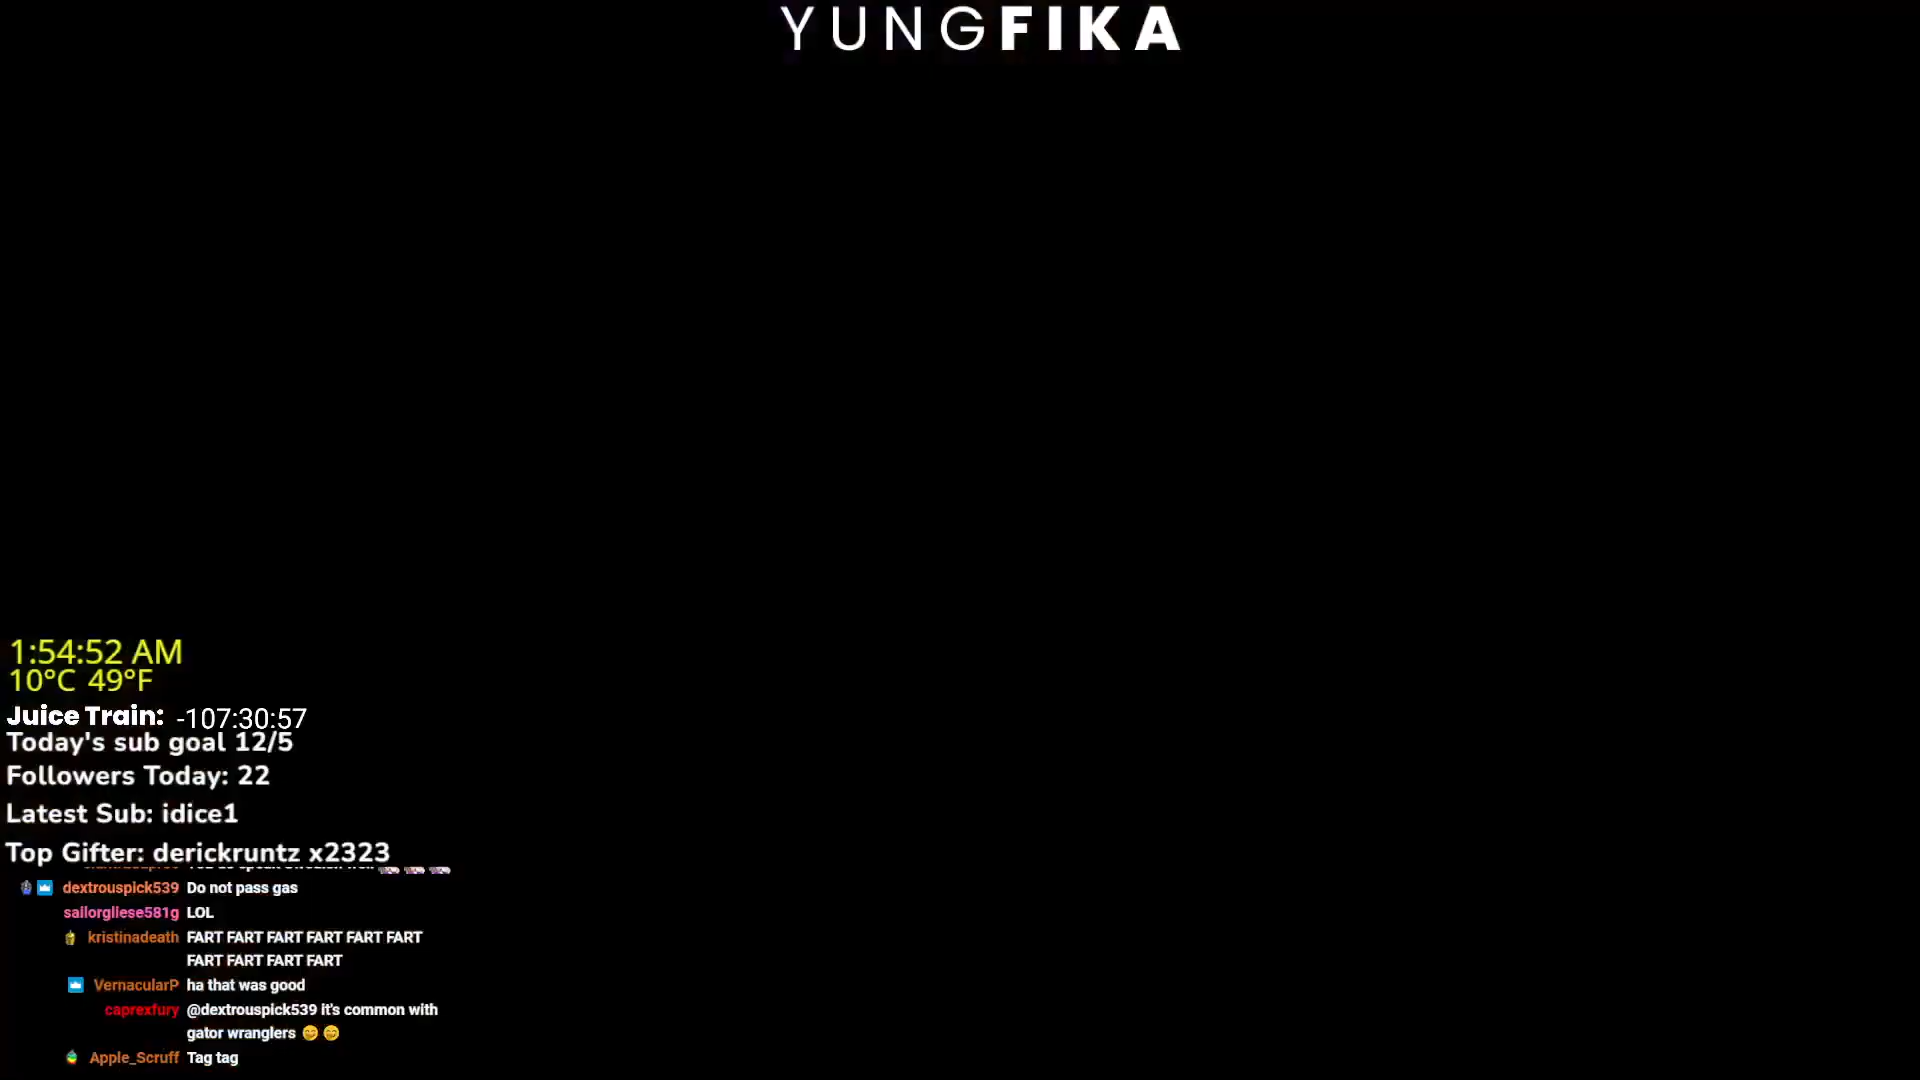 YUNGFIKA
1:54:52 AM
10°C 49°F
Juice Train: -107:30:57
Today's sub goal 12/5
Followers Today: 22
Latest Sub: idice1
Top Gifter: derickruntz x2323
dextrouspick539 Do not pass gas
sailorgliese581g LOL
kristinadeath FART FART FART FART FART FART
FART FART FART FART
VernacularP ha that was good
caprexfury @dextrouspick539 it's common with
gator wranglers
Apple_Scruff Tag tag